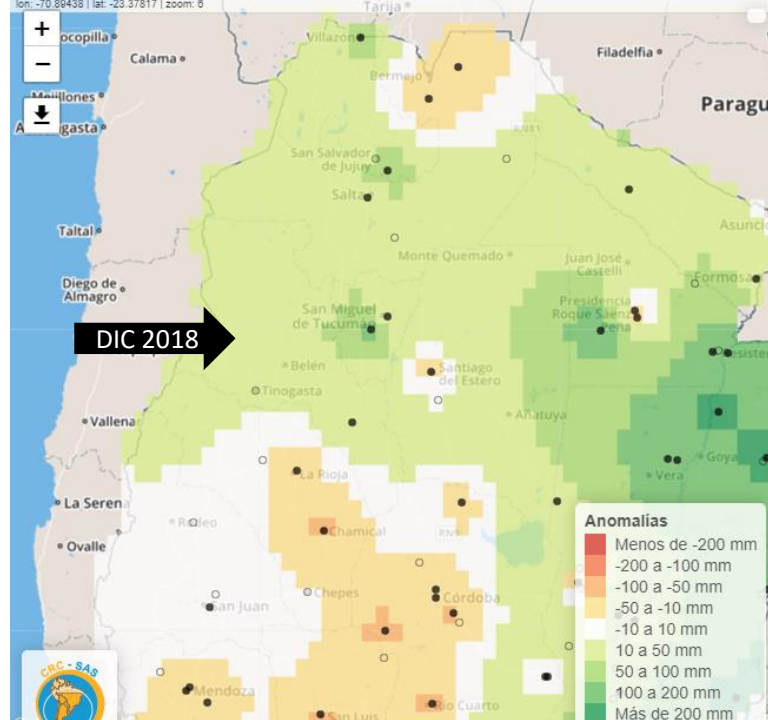 lon: -70.89438 | lat: -23.37817 | zoom: 6
Tarija
+
Villazón
ocopilla
Filadelfia
Calama
−
Bermejo
Mejillones
Paragu
RN81
San Salvador
de Jujuy
Salta
Asunció
Taltal
Monte Quemado
Juan José
Castelli
Formosa
Diego de
Almagro
Presidencia
Roque Sáenz
Peña
San Miguel
de Tucumán
DIC 2018
Resisten
Belén
Santiago
del Estero
Tinogasta
Añatuya
Vallena
Goya
Vera
La Rioja
La Serena
Rodeo
Chamical
Ovalle
Chepes
Córdoba
San Juan
Mendoza
San Luis
Río Cuarto
CRC - SAS
Anomalías
Menos de -200 mm
-200 a -100 mm
-100 a -50 mm
-50 a -10 mm
-10 a 10 mm
10 a 50 mm
50 a 100 mm
100 a 200 mm
Más de 200 mm